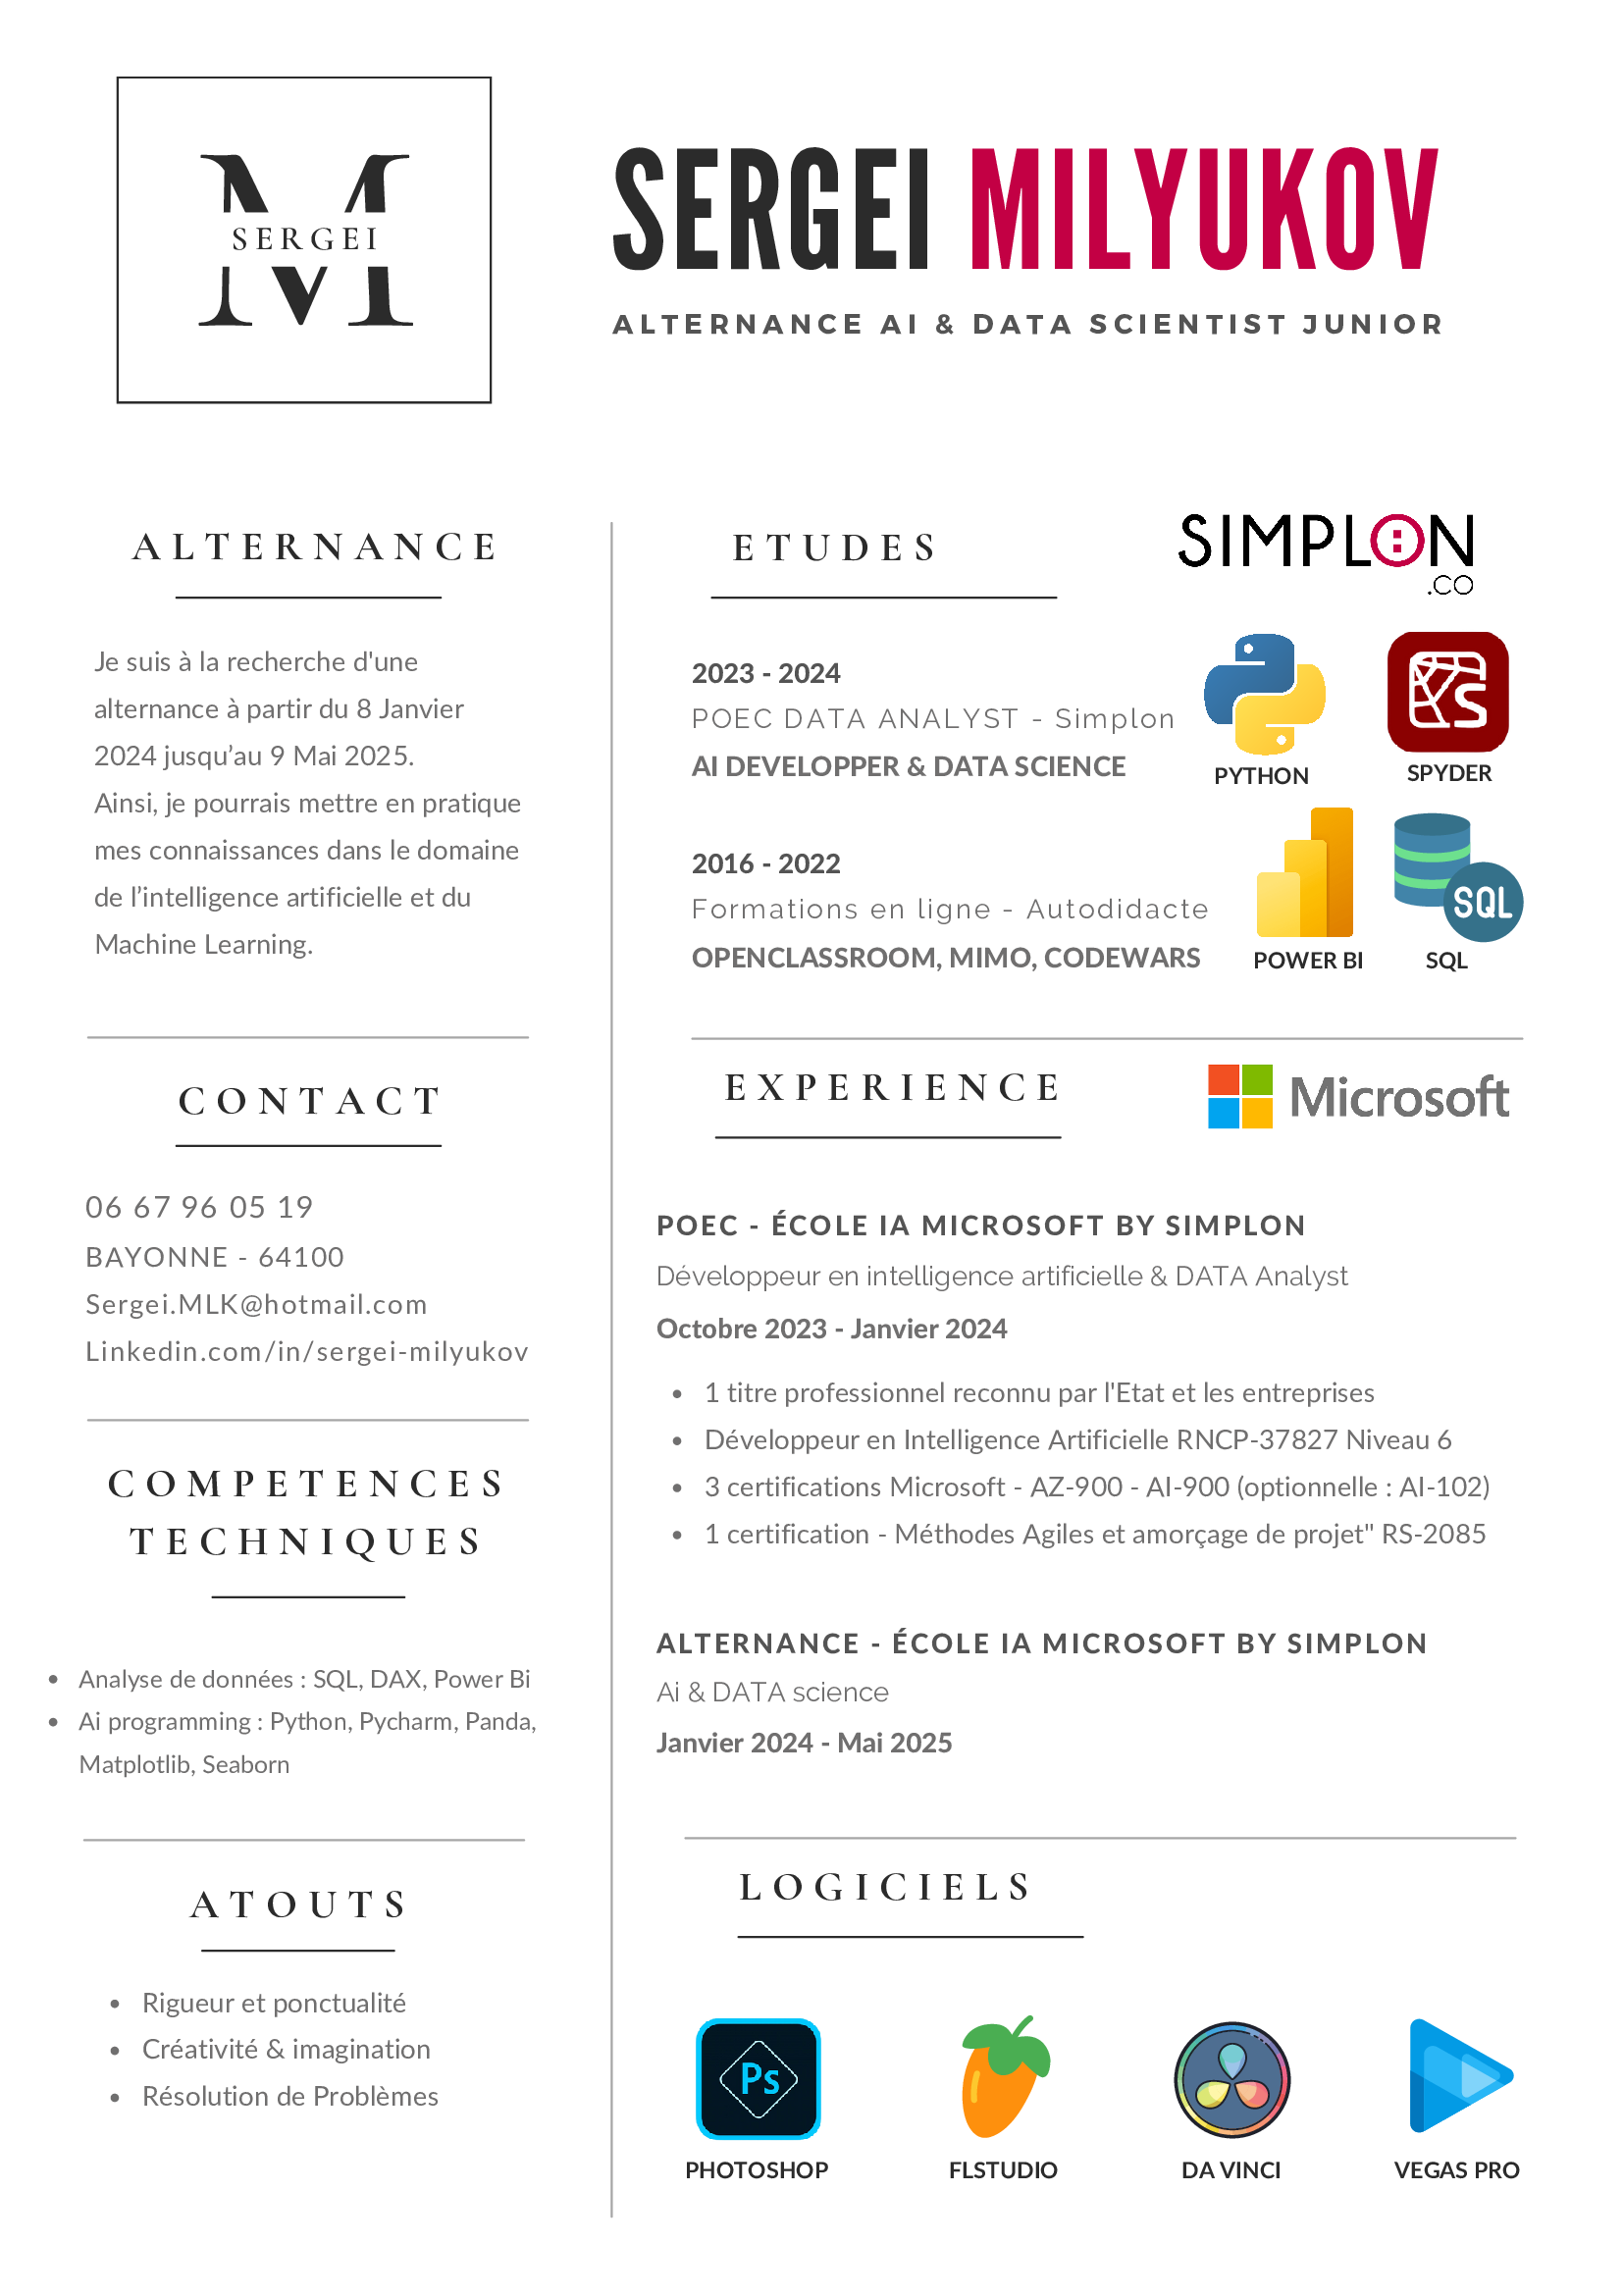 SERGEI
SERGEI MILYUKOV
ALTERNANCE AI & DATA SCIENTIST JUNIOR
ALTERNANCE
Je suis à la recherche d'une
alternance à partir du 8 Janvier
2024 jusqu’au 9 Mai 2025.
Ainsi, je pourrais mettre en pratique
mes connaissances dans le domaine
de l’intelligence artificielle et du
Machine Learning.
CONTACT
06 67 96 05 19
BAYONNE - 64100
Sergei.MLK@hotmail.com
Linkedin.com/in/sergei-milyukov
COMPETENCES
TECHNIQUES
• Analyse de données : SQL, DAX, Power Bi
• Ai programming : Python, Pycharm, Panda,
Matplotlib, Seaborn
ATOUTS
• Rigueur et ponctualité
• Créativité & imagination
• Résolution de Problèmes
ETUDES
SIMPLON
.CO
2023 - 2024
POEC DATA ANALYST - Simplon
AI DEVELOPPER & DATA SCIENCE
PYTHON
S
SPYDER
2016 - 2022
Formations en ligne - Autodidacte
OPENCLASSROOM, MIMO, CODEWARS
POWER BI
SQL
SQL
EXPERIENCE
Microsoft
POEC - ÉCOLE IA MICROSOFT BY SIMPLON
Développeur en intelligence artificielle & DATA Analyst
Octobre 2023 - Janvier 2024
• 1 titre professionnel reconnu par l'Etat et les entreprises
• Développeur en Intelligence Artificielle RNCP-37827 Niveau 6
• 3 certifications Microsoft - AZ-900 - AI-900 (optionnelle : AI-102)
• 1 certification - Méthodes Agiles et amorçage de projet" RS-2085
ALTERNANCE - ÉCOLE IA MICROSOFT BY SIMPLON
Ai & DATA science
Janvier 2024 - Mai 2025
LOGICIELS
Ps
PHOTOSHOP
FLSTUDIO
DA VINCI
VEGAS PRO